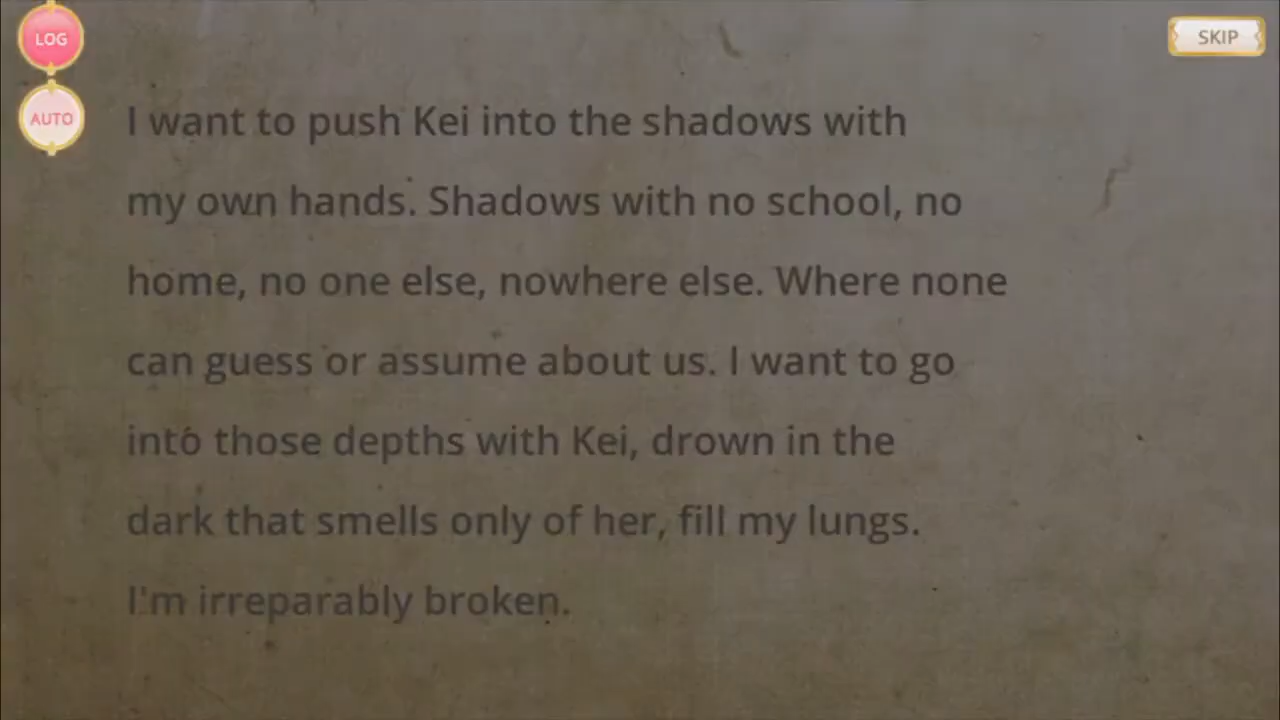 LOG
SKIP
AUTO
I want to push Kei into the shadows with
my own hands. Shadows with no school, no
home, no one else, nowhere else. Where none
can guess or assume about us. I want to go
into those depths with Kei, drown in the
dark that smells only of her, fill my lungs.
I'm irreparably broken.